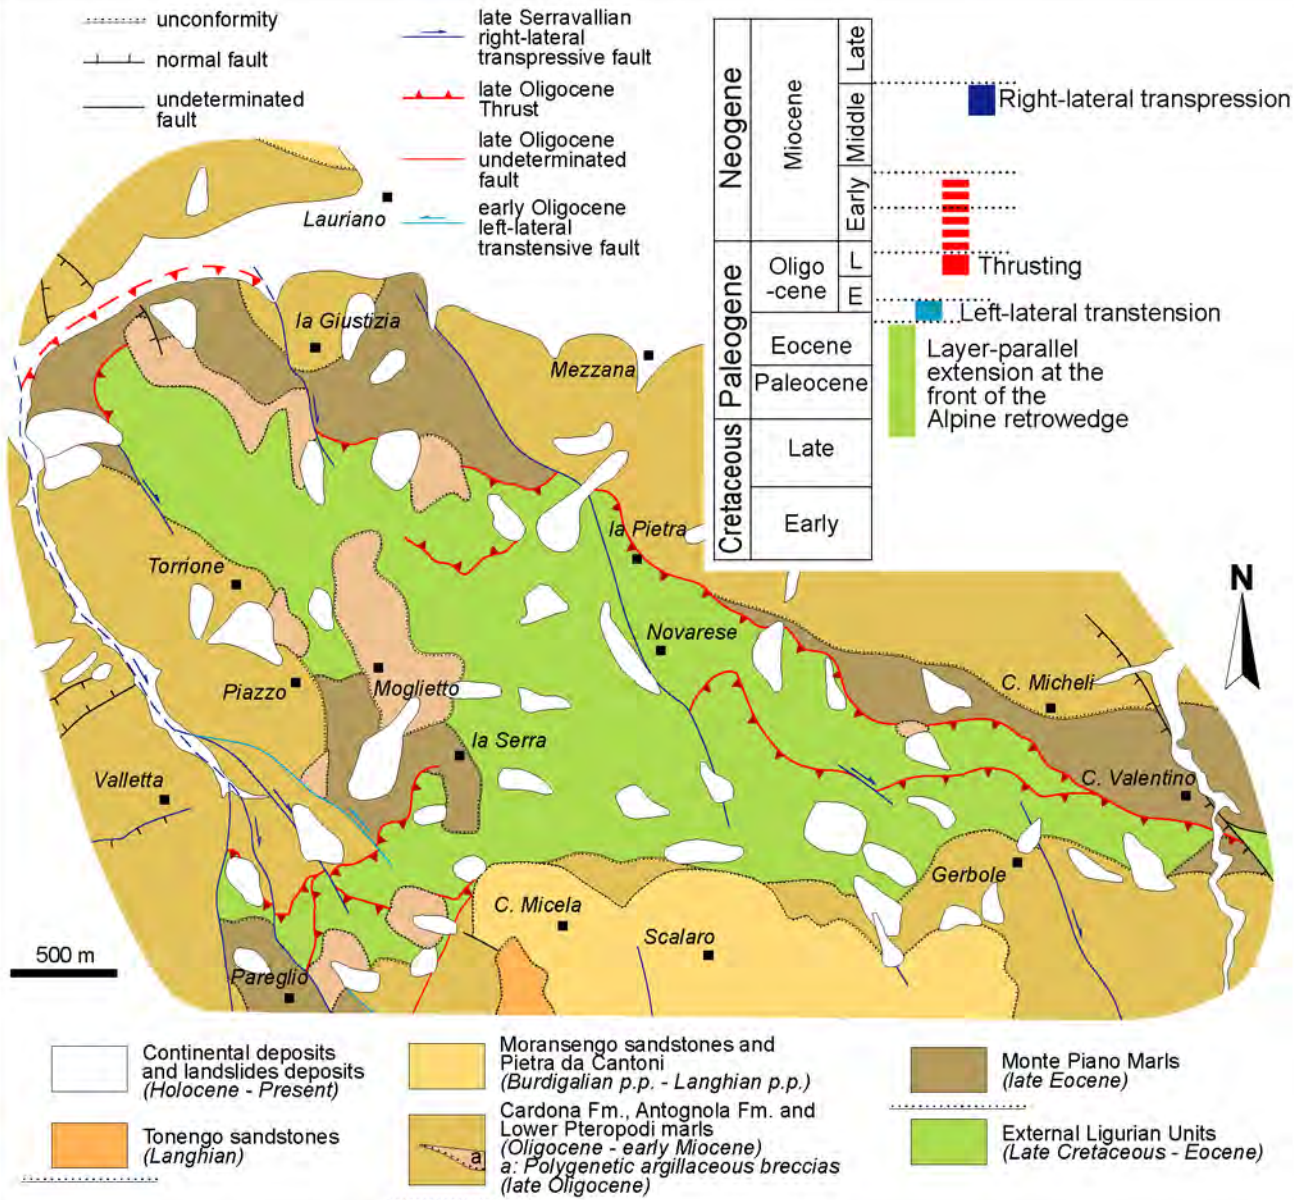 unconformity
normal fault
undeterminated
fault
late Serravallian
right-lateral
transpressive fault
late Oligocene
Thrust
late Oligocene
undeterminated
fault
early Oligocene
left-lateral
transtensive fault
Neogene
Paleogene
Cretaceous
Miocene
Late
Middle
Early
Oligo
-cene
L
E
Eocene
Paleocene
Late
Early
Right-lateral transpression
Thrusting
Left-lateral transtension
Layer-parallel
extension at the
front of the
Alpine retrowedge
Lauriano
la Giustizia
Mezzana
la Pietra
Torrione
Novarese
Piazzo
Moglietto
C. Micheli
la Serra
Valletta
C. Valentino
Gerbole
C. Micela
Scalaro
Pareglio
N
500 m
Continental deposits
and landslides deposits
(Holocene - Present)
Tonengo sandstones
(Langhian)
Moransengo sandstones and
Pietra da Cantoni
(Burdigalian p.p. - Langhian p.p.)
a
Cardona Fm., Antognola Fm. and
Lower Pteropodi marls
(Oligocene - early Miocene)
a: Polygenetic argillaceous breccias
(late Oligocene)
Monte Piano Marls
(late Eocene)
External Ligurian Units
(Late Cretaceous - Eocene)